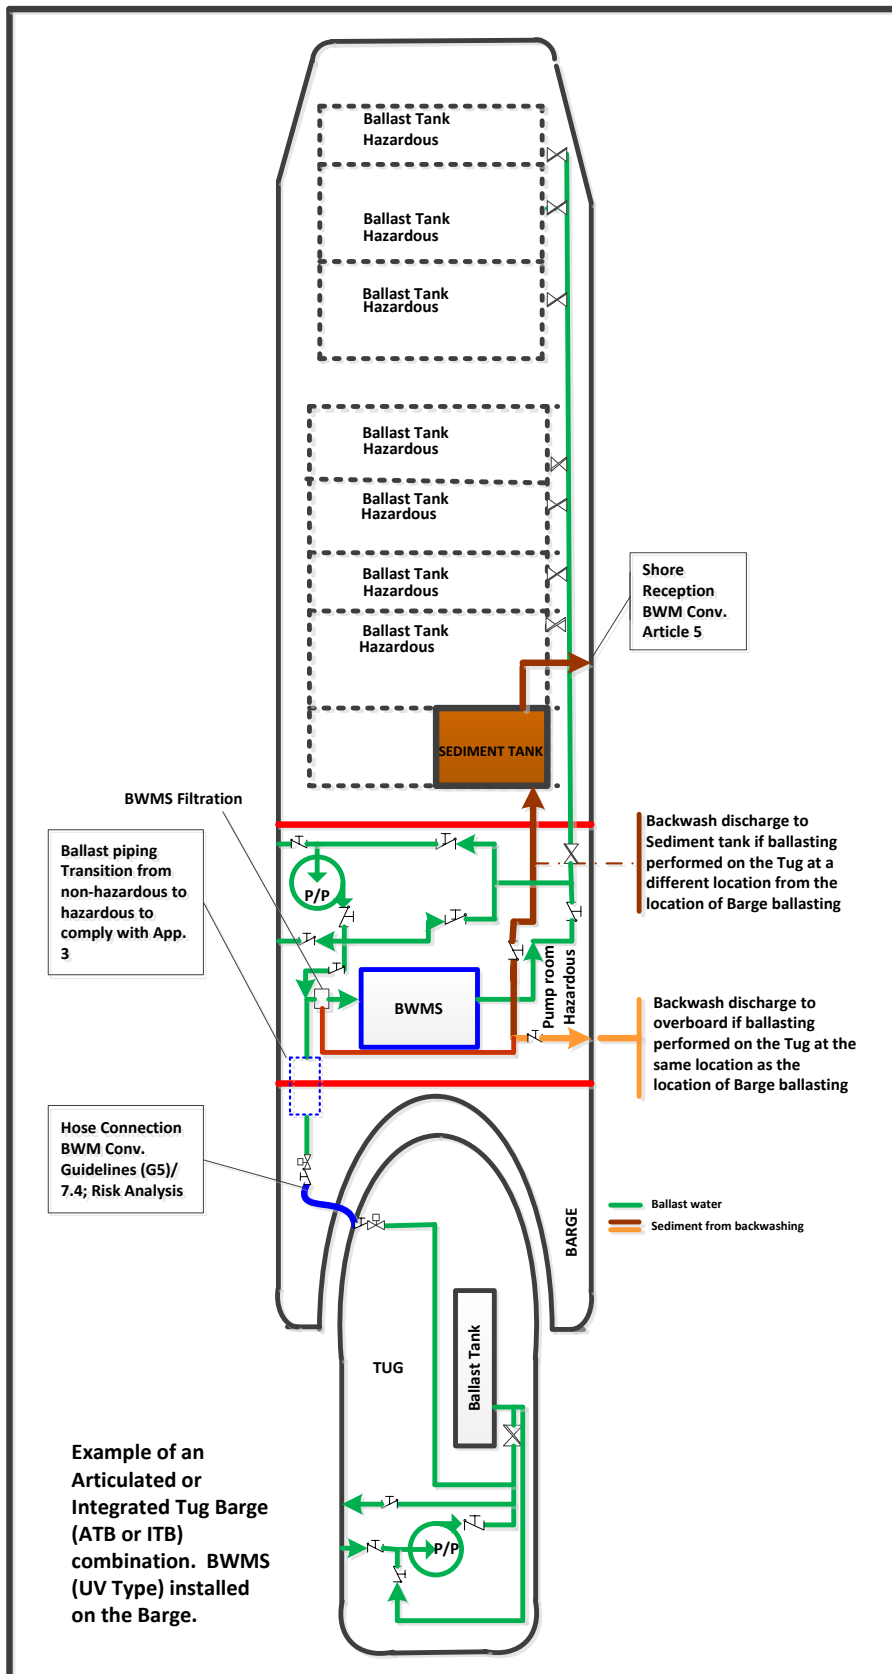 Ballast Tank
Hazardous
Ballast Tank
Hazardous
Ballast Tank
Hazardous
Ballast Tank
Hazardous
Ballast Tank
Hazardous
Ballast Tank
Hazardous
Ballast Tank
Hazardous
Shore
Reception
BWM Conv.
Article 5
SEDIMENT TANK
BWMS Filtration
Ballast piping
Transition from
non-hazardous to
hazardous to
comply with App.
3
P/P
Backwash discharge to
Sediment tank if ballasting
performed on the Tug at a
different location from the
location of Barge ballasting
BWMS
Pump room
Hazardous
Backwash discharge to
overboard if ballasting
performed on the Tug at the
same location as the
location of Barge ballasting
Hose Connection
BWM Conv.
Guidelines (G5)/
7.4; Risk Analysis
BARGE
Ballast water
Sediment from backwashing
TUG
Ballast Tank
P/P
Example of an
Articulated or
Integrated Tug Barge
(ATB or ITB)
combination.  BWMS
(UV Type) installed
on the Barge.